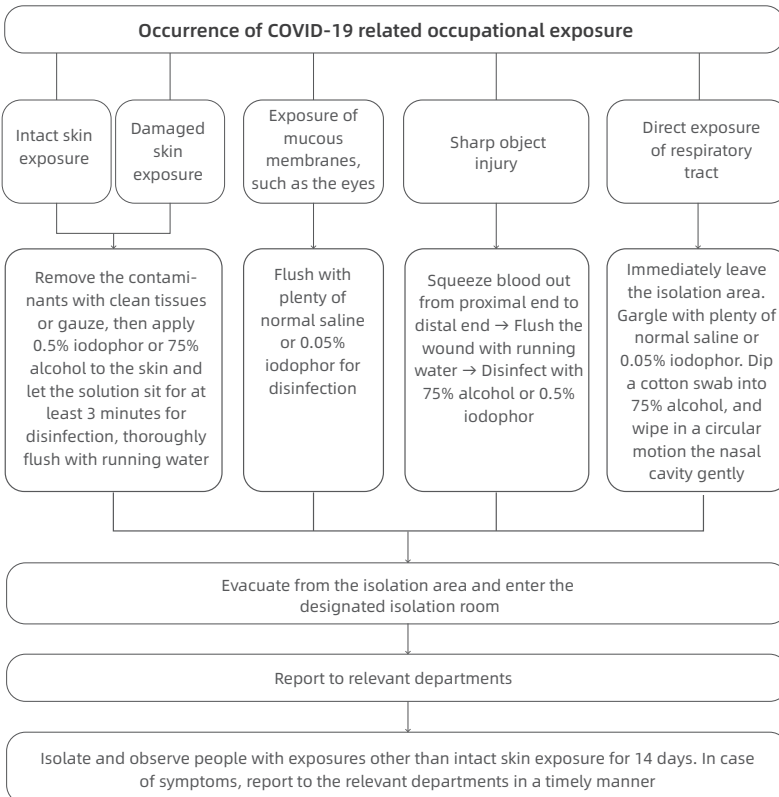 Occurrence of COVID-19 related occupational exposure
Intact skin
exposure
Damaged
skin
exposure
Exposure of
mucous
membranes,
such as the eyes
Sharp object
injury
Direct exposure
of respiratory
tract
Remove the contami-
nants with clean tissues
or gauze, then apply
0.5% iodophor or 75%
alcohol to the skin and
let the solution sit for at
least 3 minutes for
disinfection, thoroughly
flush with running water
Flush with
plenty of
normal saline
or 0.05%
iodophor for
disinfection
Squeeze blood out
from proximal end to
distal end → Flush the
wound with running
water → Disinfect with
75% alcohol or 0.5%
iodophor
Immediately leave
the isolation area.
Gargle with plenty of
normal saline or
0.05% iodophor. Dip
a cotton swab into
75% alcohol, and
wipe in a circular
motion the nasal
cavity gently
Evacuate from the isolation area and enter the
designated isolation room
Report to relevant departments
Isolate and observe people with exposures other than intact skin exposure for 14 days. In case
of symptoms, report to the relevant departments in a timely manner